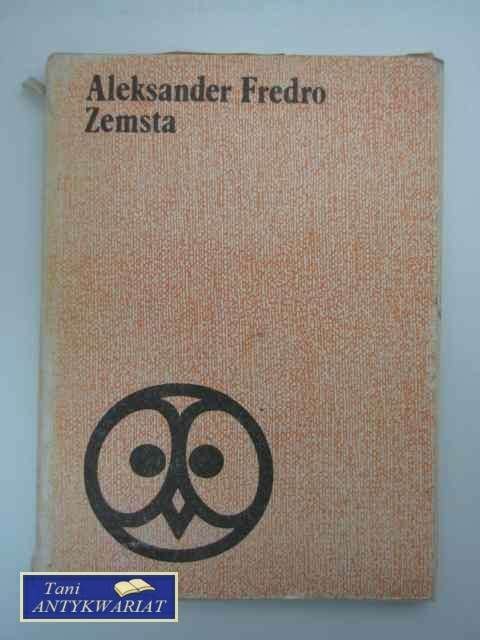 Aleksander Fredro
Zemsta
Tani
ANTYKWARIAT